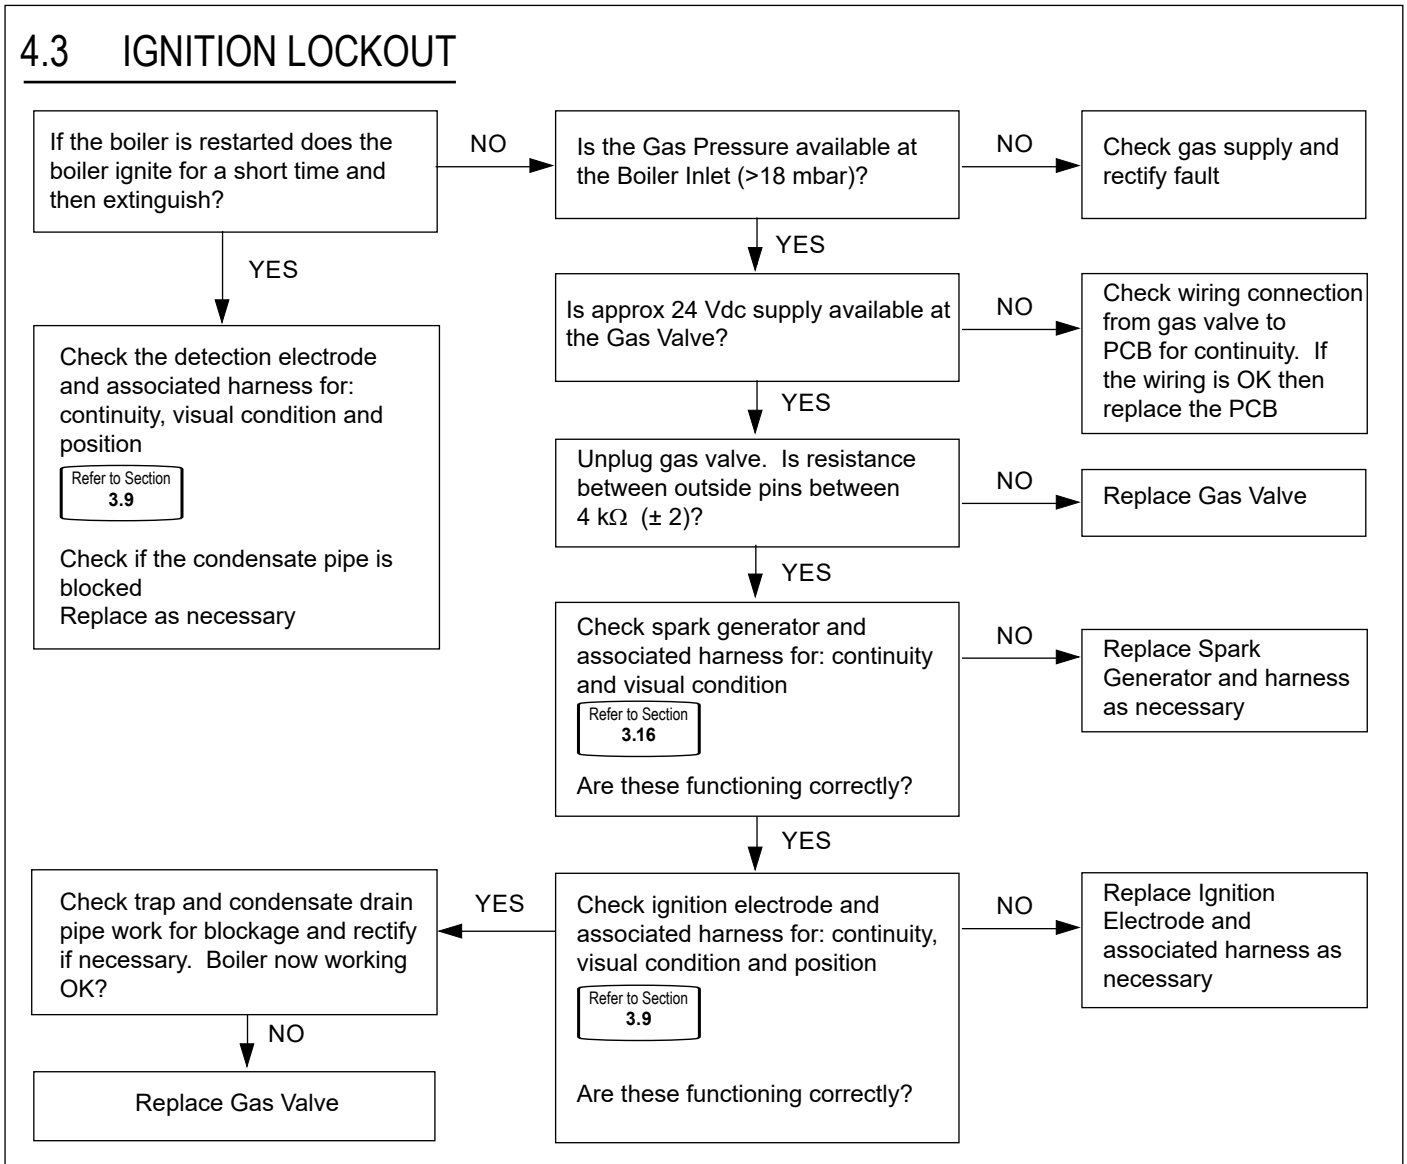 4.3 IGNITION LOCKOUT
If the boiler is restarted does the
boiler ignite for a short time and
then extinguish?
NO
Is the Gas Pressure available at
the Boiler Inlet (>18 mbar)?
NO
Check gas supply and
rectify fault
YES
YES
Check the detection electrode
and associated harness for:
continuity, visual condition and
position
Refer to Section
3.9
Check if the condensate pipe is
blocked
Replace as necessary
Is approx 24 Vdc supply available at
the Gas Valve?
NO
Check wiring connection
from gas valve to
PCB for continuity. If
the wiring is OK then
replace the PCB
YES
Unplug gas valve. Is resistance
between outside pins between
4 kΩ (± 2)?
NO
Replace Gas Valve
YES
Check spark generator and
associated harness for: continuity
and visual condition
Refer to Section
3.16
Are these functioning correctly?
NO
Replace Spark
Generator and harness
as necessary
YES
Check ignition electrode and
associated harness for: continuity,
visual condition and position
Refer to Section
3.9
Are these functioning correctly?
NO
Replace Ignition
Electrode and
associated harness as
necessary
YES
Check trap and condensate drain
pipe work for blockage and rectify
if necessary. Boiler now working
OK?
NO
Replace Gas Valve